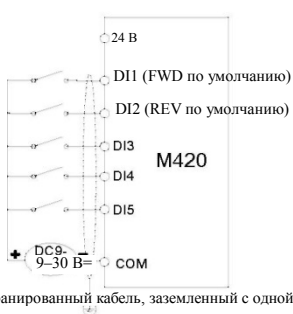 24 В
DI1 (FWD по умолчанию)
DI2 (REV по умолчанию)
DI3
M420
DI4
DI5
+ DC9- −
9–30 В=
COM
кабель, заземленный с одной